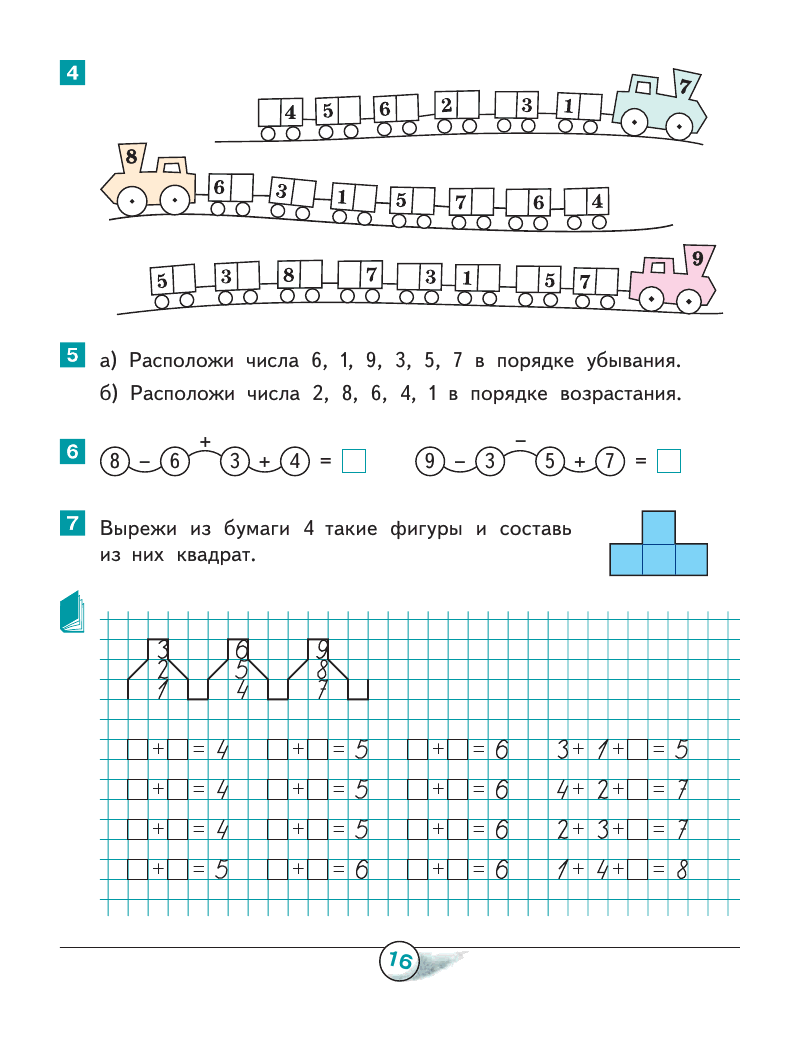 4
7
4 5 6 2 3 1
8
6 3 1 5 7 6 4
9
5 3 8 7 3 1 5 7
5 а) Расположи числа 6, 1, 9, 3, 5, 7 в порядке убывания.
б) Расположи числа 2, 8, 6, 4, 1 в порядке возрастания.
6 8 – 6 + 3 + 4 = 9 – 3 – 5 + 7 =
7 Вырежи из бумаги 4 такие фигуры и составь
из них квадрат.
3 6 9
2 5 8
1 4 7
□ + □ = 4 □ + □ = 5 □ + □ = 6 3 + 1 + □ = 5
□ + □ = 4 □ + □ = 5 □ + □ = 6 4 + 2 + □ = 7
□ + □ = 4 □ + □ = 5 □ + □ = 6 2 + 3 + □ = 7
□ + □ = 5 □ + □ = 6 □ + □ = 6 1 + 4 + □ = 8
16